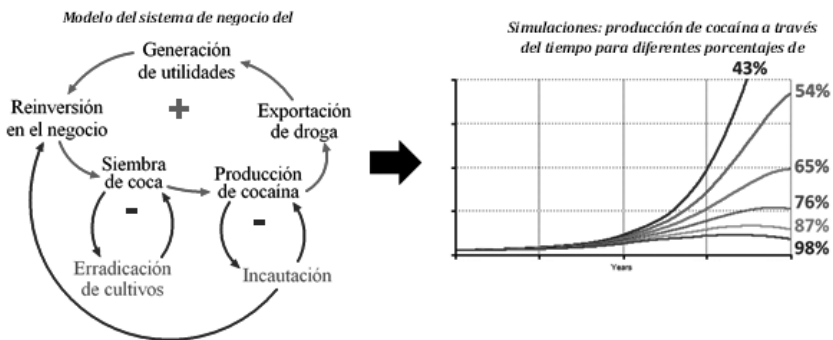 Modelo del sistema de negocio del
Generación
de utilidades
+
Reinversión
en el negocio
Exportación
de droga
Siembra
de coca
Producción
de cocaína
-
-
Erradicación
de cultivos
Incautación
Simulaciones: producción de cocaína a través
del tiempo para diferentes porcentajes de
43%
54%
65%
76%
87%
98%
Years